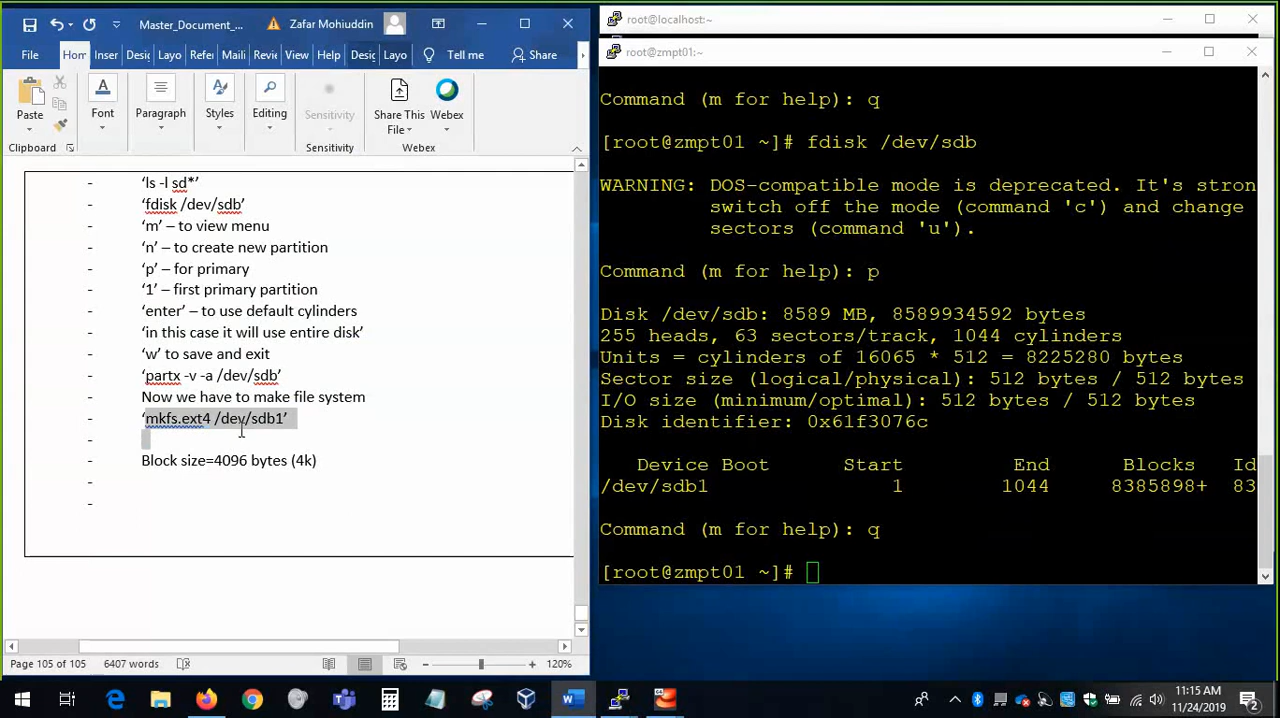 Master_Document_...
Zafar Mohiuddin
File
Hom
Inser
Desig
Layo
Refer
Maili
Review
View
Help
Desig
Layo
Tell me
Share
Paste
Font
Paragraph
Styles
Editing
Sensitivity
Share This
File
Webex
Clipboard
Sensitivity
Webex
- ‘ls -l sd*’
- ‘fdisk /dev/sdb’
- ‘m’ – to view menu
- ‘n’ – to create new partition
- ‘p’ – for primary
- ‘1’ – first primary partition
- ‘enter’ – to use default cylinders
- ‘in this case it will use entire disk’
- ‘w’ to save and exit
- ‘partx -v -a /dev/sdb’
- Now we have to make file system
- ‘mkfs.ext4 /dev/sdb1’
-
- Block size=4096 bytes (4k)
-
-
Page 105 of 105
6407 words
120%
root@localhost:~
root@zmpt01:~
Command (m for help): q
[root@zmpt01 ~]# fdisk /dev/sdb
WARNING: DOS-compatible mode is deprecated. It's stron
switch off the mode (command 'c') and change
sectors (command 'u').
Command (m for help): p
Disk /dev/sdb: 8589 MB, 8589934592 bytes
255 heads, 63 sectors/track, 1044 cylinders
Units = cylinders of 16065 * 512 = 8225280 bytes
Sector size (logical/physical): 512 bytes / 512 bytes
I/O size (minimum/optimal): 512 bytes / 512 bytes
Disk identifier: 0x61f3076c
Device Boot Start End Blocks Id
/dev/sdb1 1 1044 8385898+ 83
Command (m for help): q
[root@zmpt01 ~]#
11:15 AM
11/24/2019
2